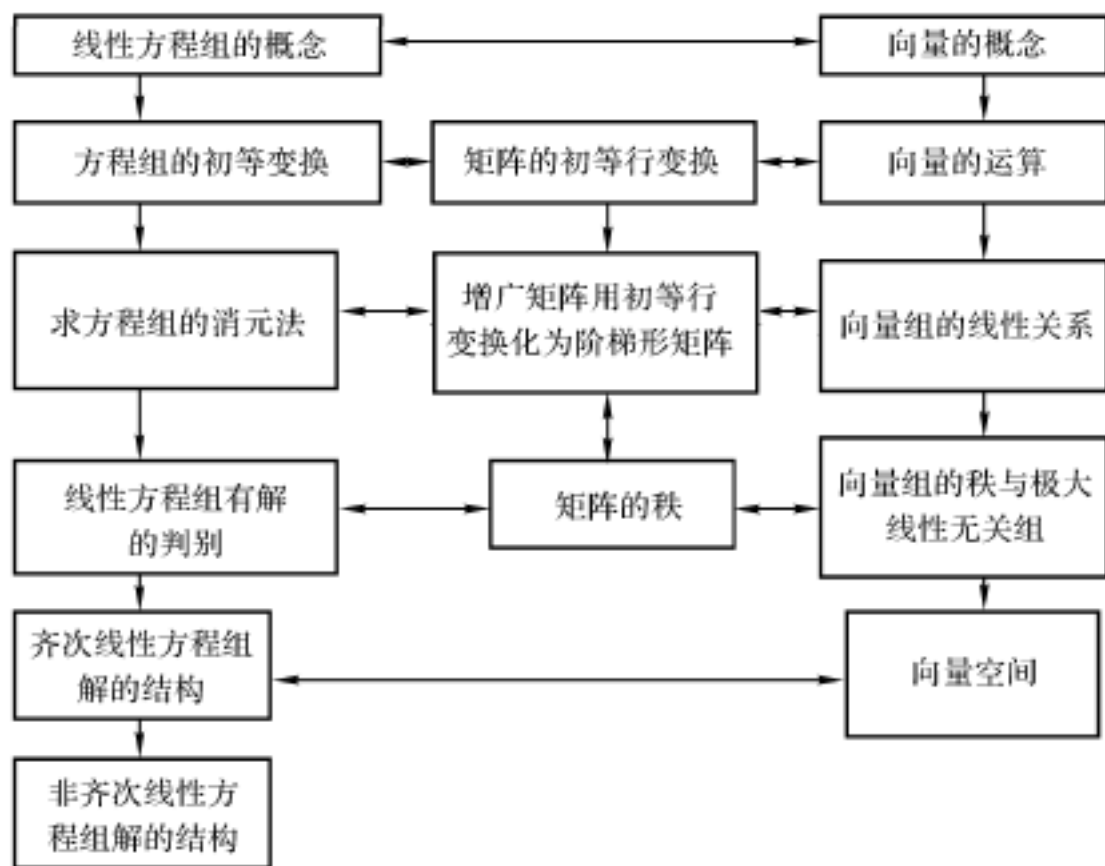 线性方程组的概念
向量的概念
方程组的初等变换
矩阵的初等行变换
向量的运算
求方程组的消元法
增广矩阵用初等行
变换化为阶梯形矩阵
向量组的线性关系
线性方程组有解
的判别
矩阵的秩
向量组的秩与极大
线性无关组
齐次线性方程组
解的结构
向量空间
非齐次线性方
程组解的结构